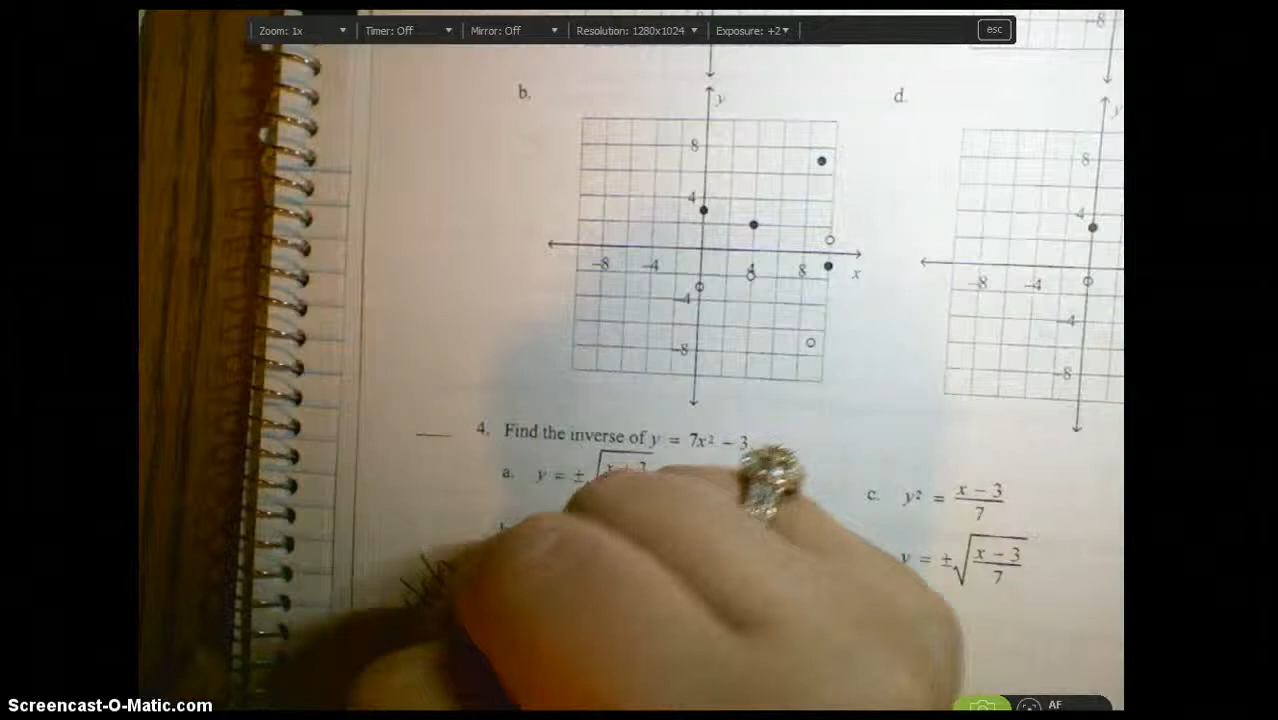 Zoom: 1x Timer: Off Mirror: Off Resolution: 1280x1024 Exposure: +2 esc
-8
b.
d.
y
y
8
8
4
4
-8 -4 4 8 x
-8 -4
-4
-4
-8
-8
4. Find the inverse of y = 7x² − 3
a. y = ±
c. y² = x − 3 / 7
y = ±√(x − 3 / 7)
AF
Screencast-O-Matic.com